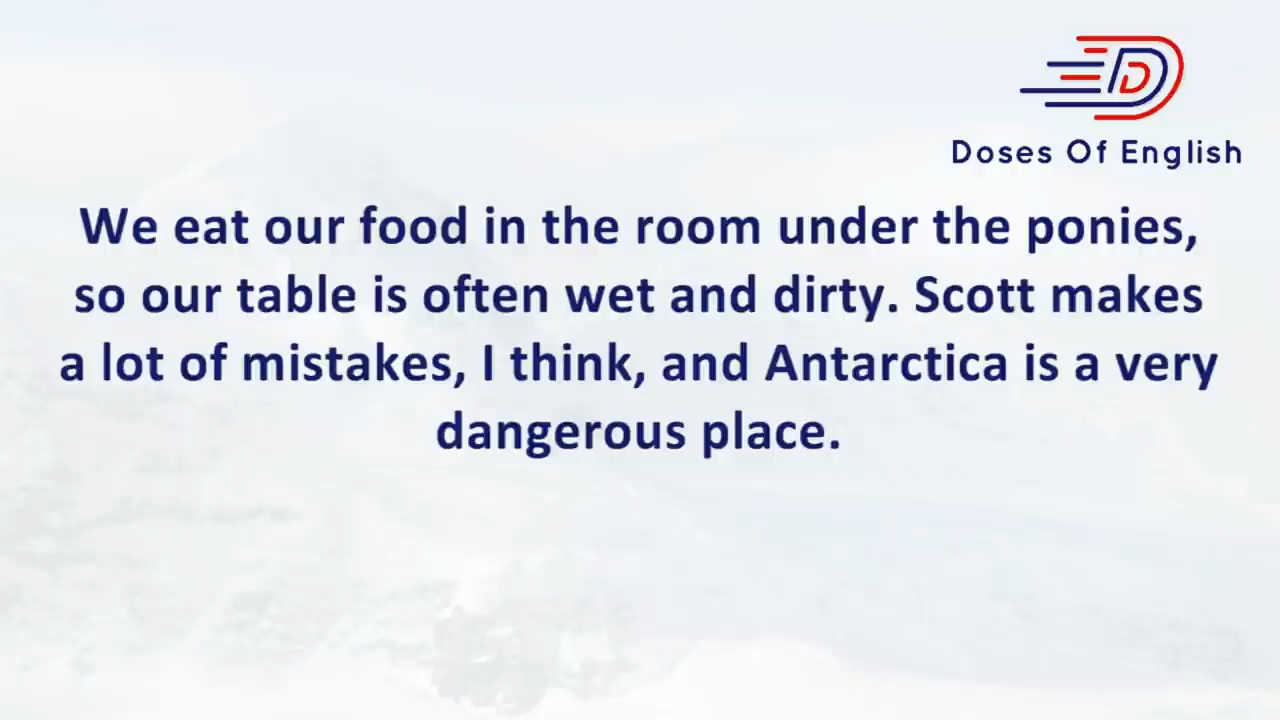 Doses Of English
We eat our food in the room under the ponies,
so our table is often wet and dirty. Scott makes
a lot of mistakes, I think, and Antarctica is a very
dangerous place.